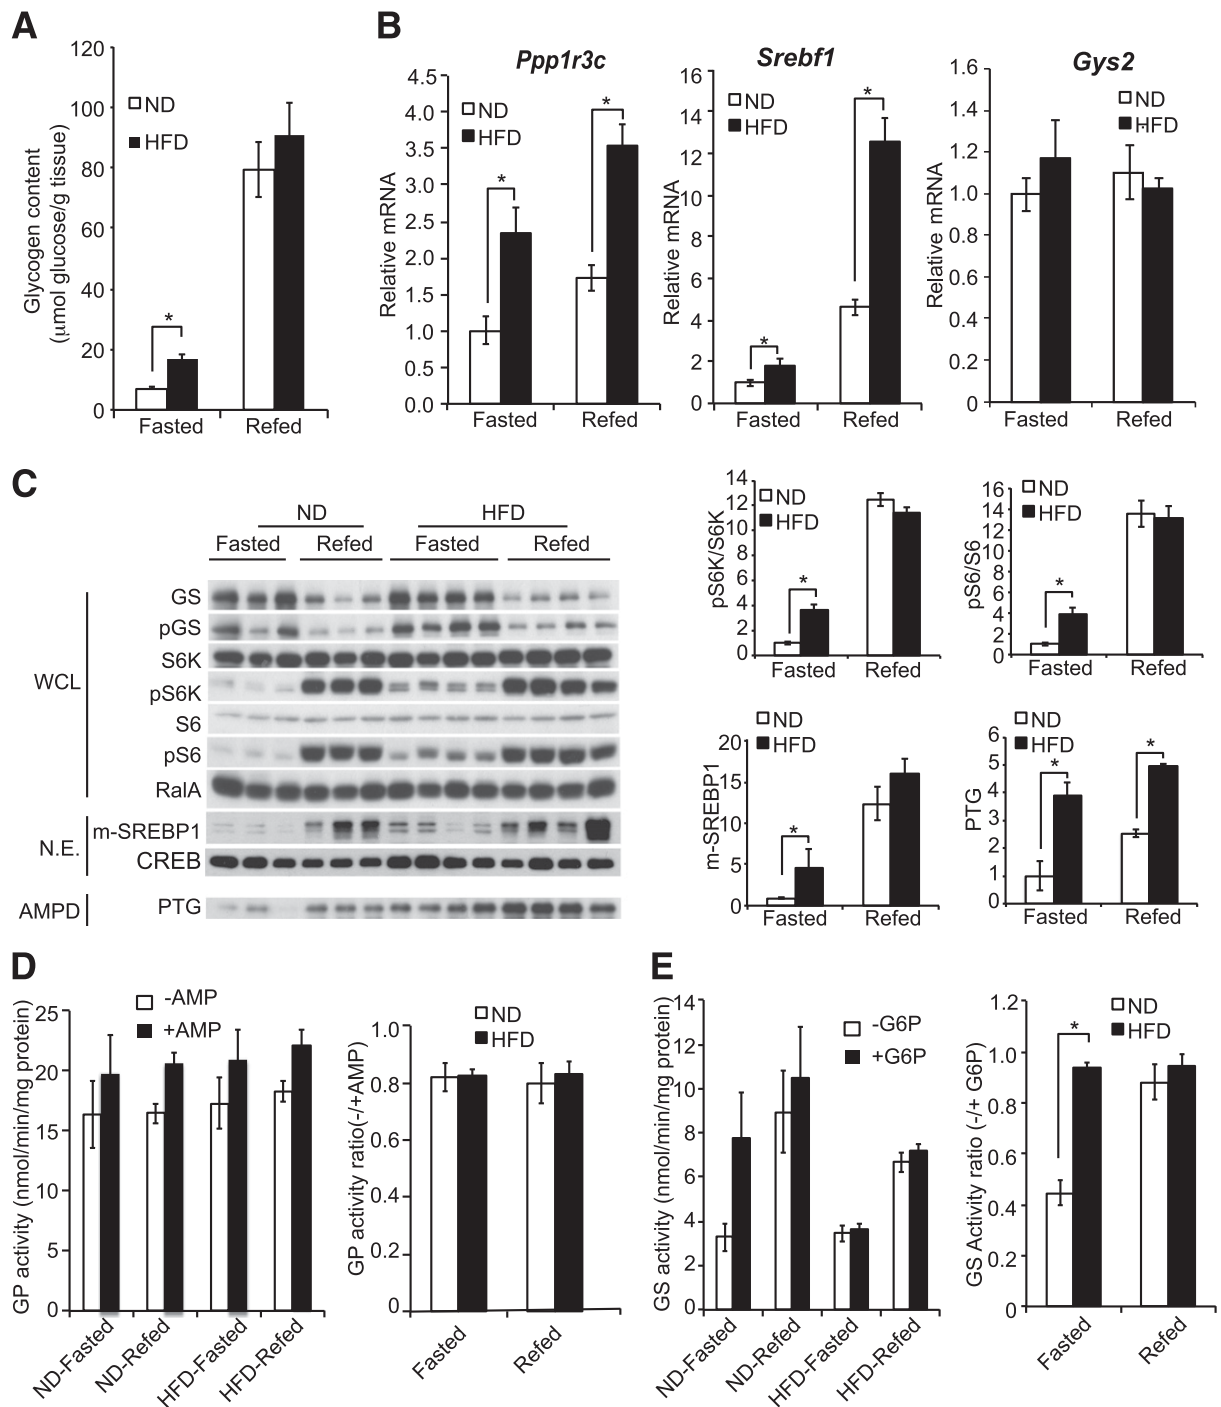 A
Glycogen content
(µmol glucose/g tissue)
120
100
80
60
40
20
0
ND
HFD
*
Fasted Refed
B
Ppp1r3c
Relative mRNA
4.5
4.0
3.5
3.0
2.5
2.0
1.5
1.0
0.5
0.0
ND
HFD
* *
Fasted Refed
Srebf1
Relative mRNA
16
14
12
10
8
6
4
2
0
ND
HFD
* *
Fasted Refed
Gys2
Relative mRNA
1.6
1.4
1.2
1.0
0.8
0.6
0.4
0.2
0
ND
HFD
Fasted Refed
C
ND HFD
Fasted Refed Fasted Refed
WCL
GS
pGS
S6K
pS6K
S6
pS6
RalA
N.E.
m-SREBP1
CREB
AMPD
PTG
pS6K/S6K
14
12
10
8
6
4
2
0
ND
HFD
*
Fasted Refed
pS6/S6
16
14
12
10
8
6
4
2
0
ND
HFD
*
Fasted Refed
m-SREBP1
20
15
10
5
0
ND
HFD
*
Fasted Refed
PTG
6
5
4
3
2
1
0
ND
HFD
* *
Fasted Refed
D
GP activity (nmol/min/mg protein)
25
20
15
10
5
0
-AMP
+AMP
ND-Fasted
ND-Refed
HFD-Fasted
HFD-Refed
GP activity ratio(-/+AMP)
1.0
0.8
0.6
0.4
0.2
0
ND
HFD
Fasted
Refed
E
GS activity (nmol/min/mg protein)
14
12
10
8
6
4
2
0
-G6P
+G6P
ND-Fasted
ND-Refed
HFD-Fasted
HFD-Refed
GS Activity ratio (-/+ G6P)
1.2
1.0
0.8
0.6
0.4
0.2
0
ND
HFD
*
Fasted
Refed